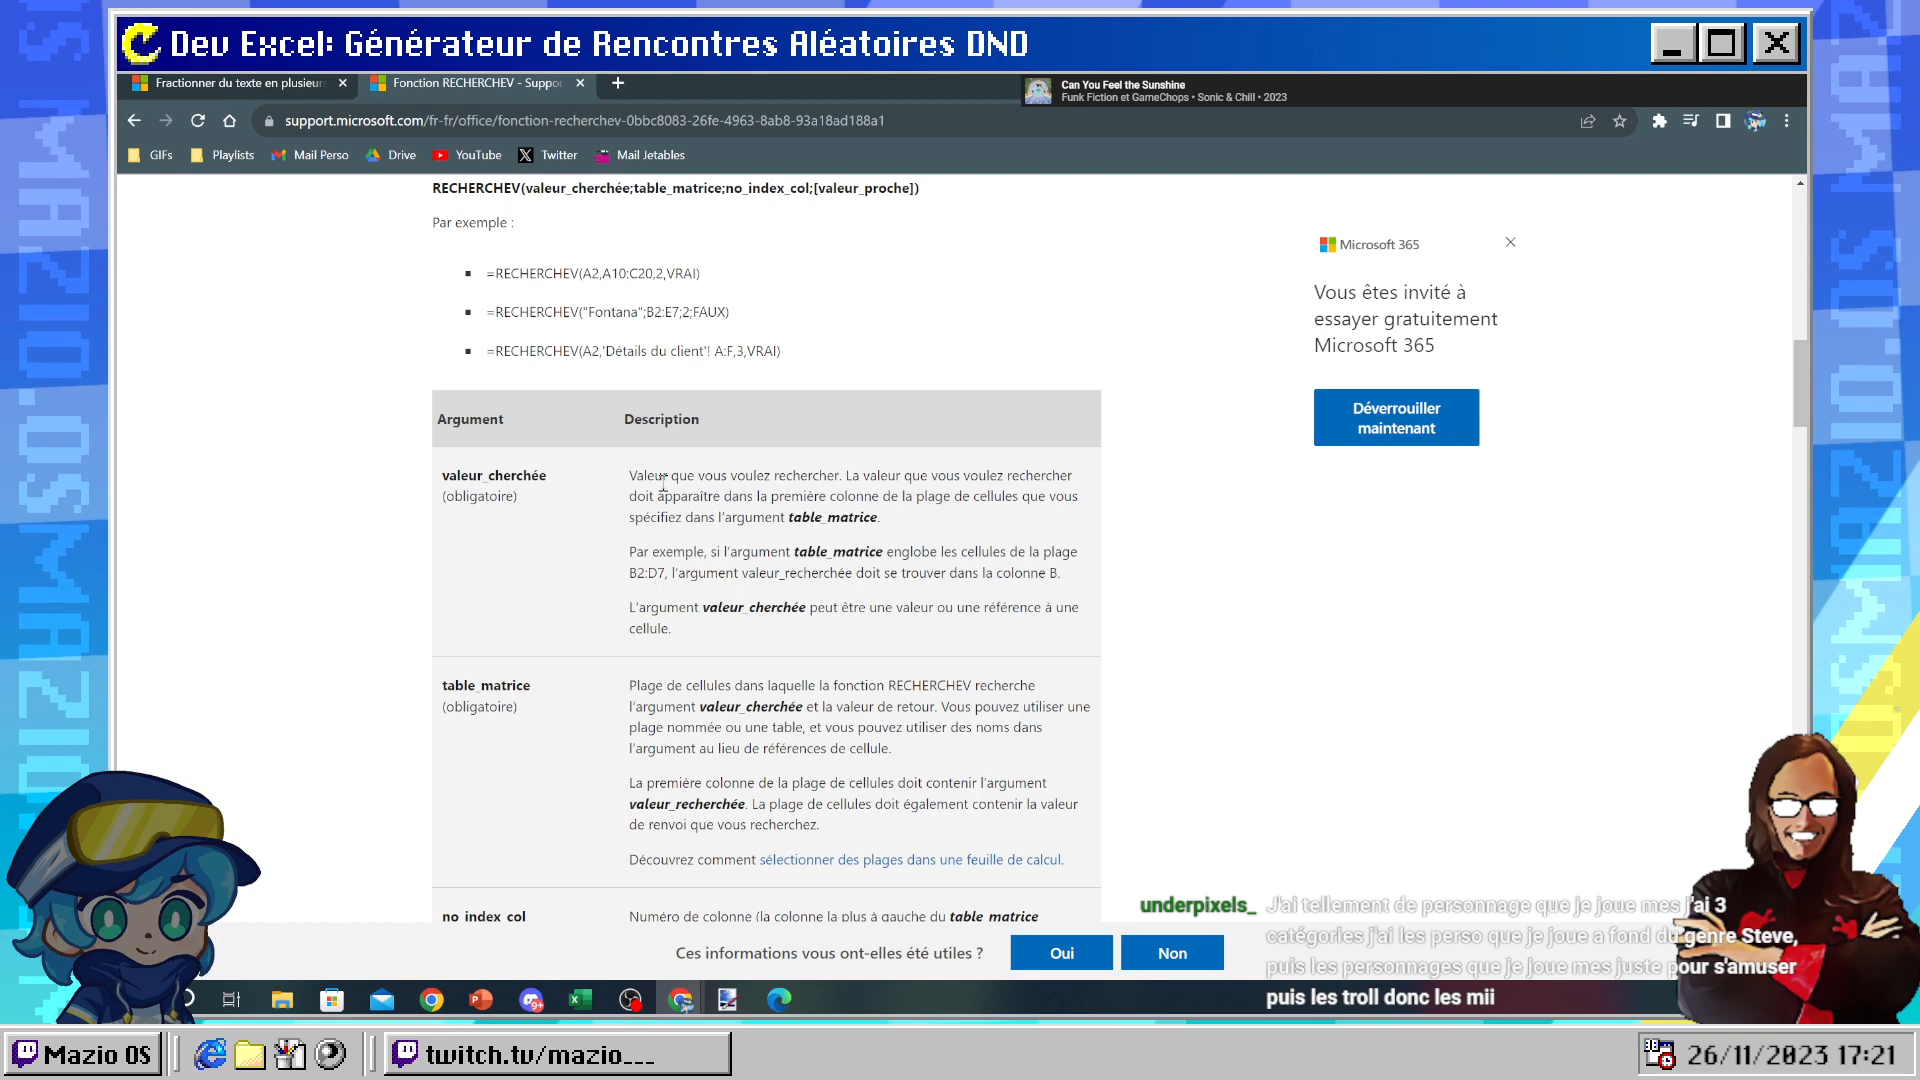 Dev Excel: Générateur de Rencontres Aléatoires DND
Fractionner du texte en plusieur
Fonction RECHERCHEV - Suppo
Can You Feel the Sunshine
Funk Fiction et GameChops • Sonic & Chill • 2023
support.microsoft.com/fr-fr/office/fonction-recherchev-0bbc8083-26fe-4963-8ab8-93a18ad188a1
GIFs
Playlists
Mail Perso
Drive
YouTube
Twitter
Mail Jetables
RECHERCHEV(valeur_cherchée;table_matrice;no_index_col;[valeur_proche])
Par exemple :
=RECHERCHEV(A2,A10:C20,2,VRAI)
=RECHERCHEV("Fontana";B2:E7;2;FAUX)
=RECHERCHEV(A2,'Détails du client'! A:F,3,VRAI)
Microsoft 365
Vous êtes invité à
essayer gratuitement
Microsoft 365
Déverrouiller
maintenant
Argument
Description
valeur_cherchée
(obligatoire)
Valeur que vous voulez rechercher. La valeur que vous voulez rechercher
doit apparaître dans la première colonne de la plage de cellules que vous
spécifiez dans l'argument table_matrice.
Par exemple, si l'argument table_matrice englobe les cellules de la plage
B2:D7, l'argument valeur_recherchée doit se trouver dans la colonne B.
L'argument valeur_cherchée peut être une valeur ou une référence à une
cellule.
table_matrice
(obligatoire)
Plage de cellules dans laquelle la fonction RECHERCHEV recherche
l'argument valeur_cherchée et la valeur de retour. Vous pouvez utiliser une
plage nommée ou une table, et vous pouvez utiliser des noms dans
l'argument au lieu de références de cellule.
La première colonne de la plage de cellules doit contenir l'argument
valeur_recherchée. La plage de cellules doit également contenir la valeur
de renvoi que vous recherchez.
Découvrez comment sélectionner des plages dans une feuille de calcul.
no_index_col
Numéro de colonne (la colonne la plus à gauche du table_matrice
Ces informations vous ont-elles été utiles ?
Oui
Non
underpixels_ J'ai tellement de personnage que je joue mes j'ai 3
catégories j'ai les perso que je joue a fond du genre Steve,
puis les personnages que je joue mes juste pour s'amuser
puis les troll donc les mii
Mazio OS
twitch.tv/mazio___
26/11/2023 17:21